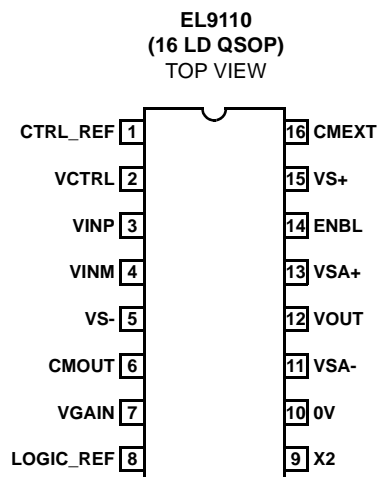 EL9110
(16 LD QSOP)
TOP VIEW
CTRL_REF 1 16 CMEXT
VCTRL 2 15 VS+
VINP 3 14 ENBL
VINM 4 13 VSA+
VS- 5 12 VOUT
CMOUT 6 11 VSA-
VGAIN 7 10 0V
LOGIC_REF 8 9 X2